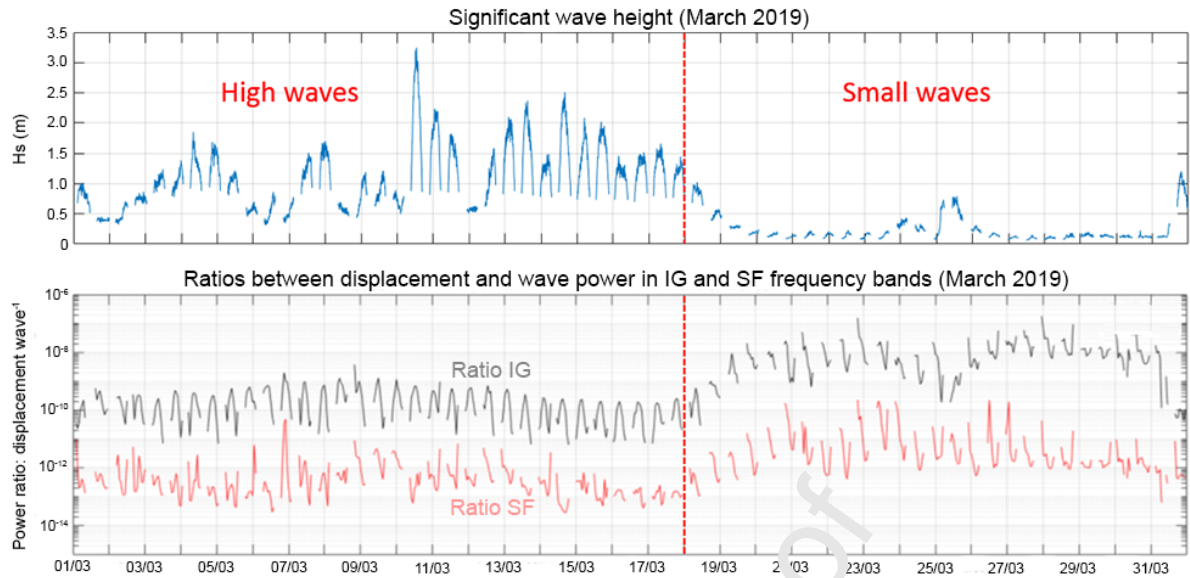 Significant wave height (March 2019)
3.5
3.0
2.5
2.0
1.5
1.0
0.5
0
Hs (m)
High waves
Small waves
Ratios between displacement and wave power in IG and SF frequency bands (March 2019)
10-6
10-8
10-10
10-12
10-14
Power ratio: displacement wave-1
Ratio IG
Ratio SF
of
01/03 03/03 05/03 07/03 09/03 11/03 13/03 15/03 17/03 19/03 21/03 23/03 25/03 27/03 29/03 31/03